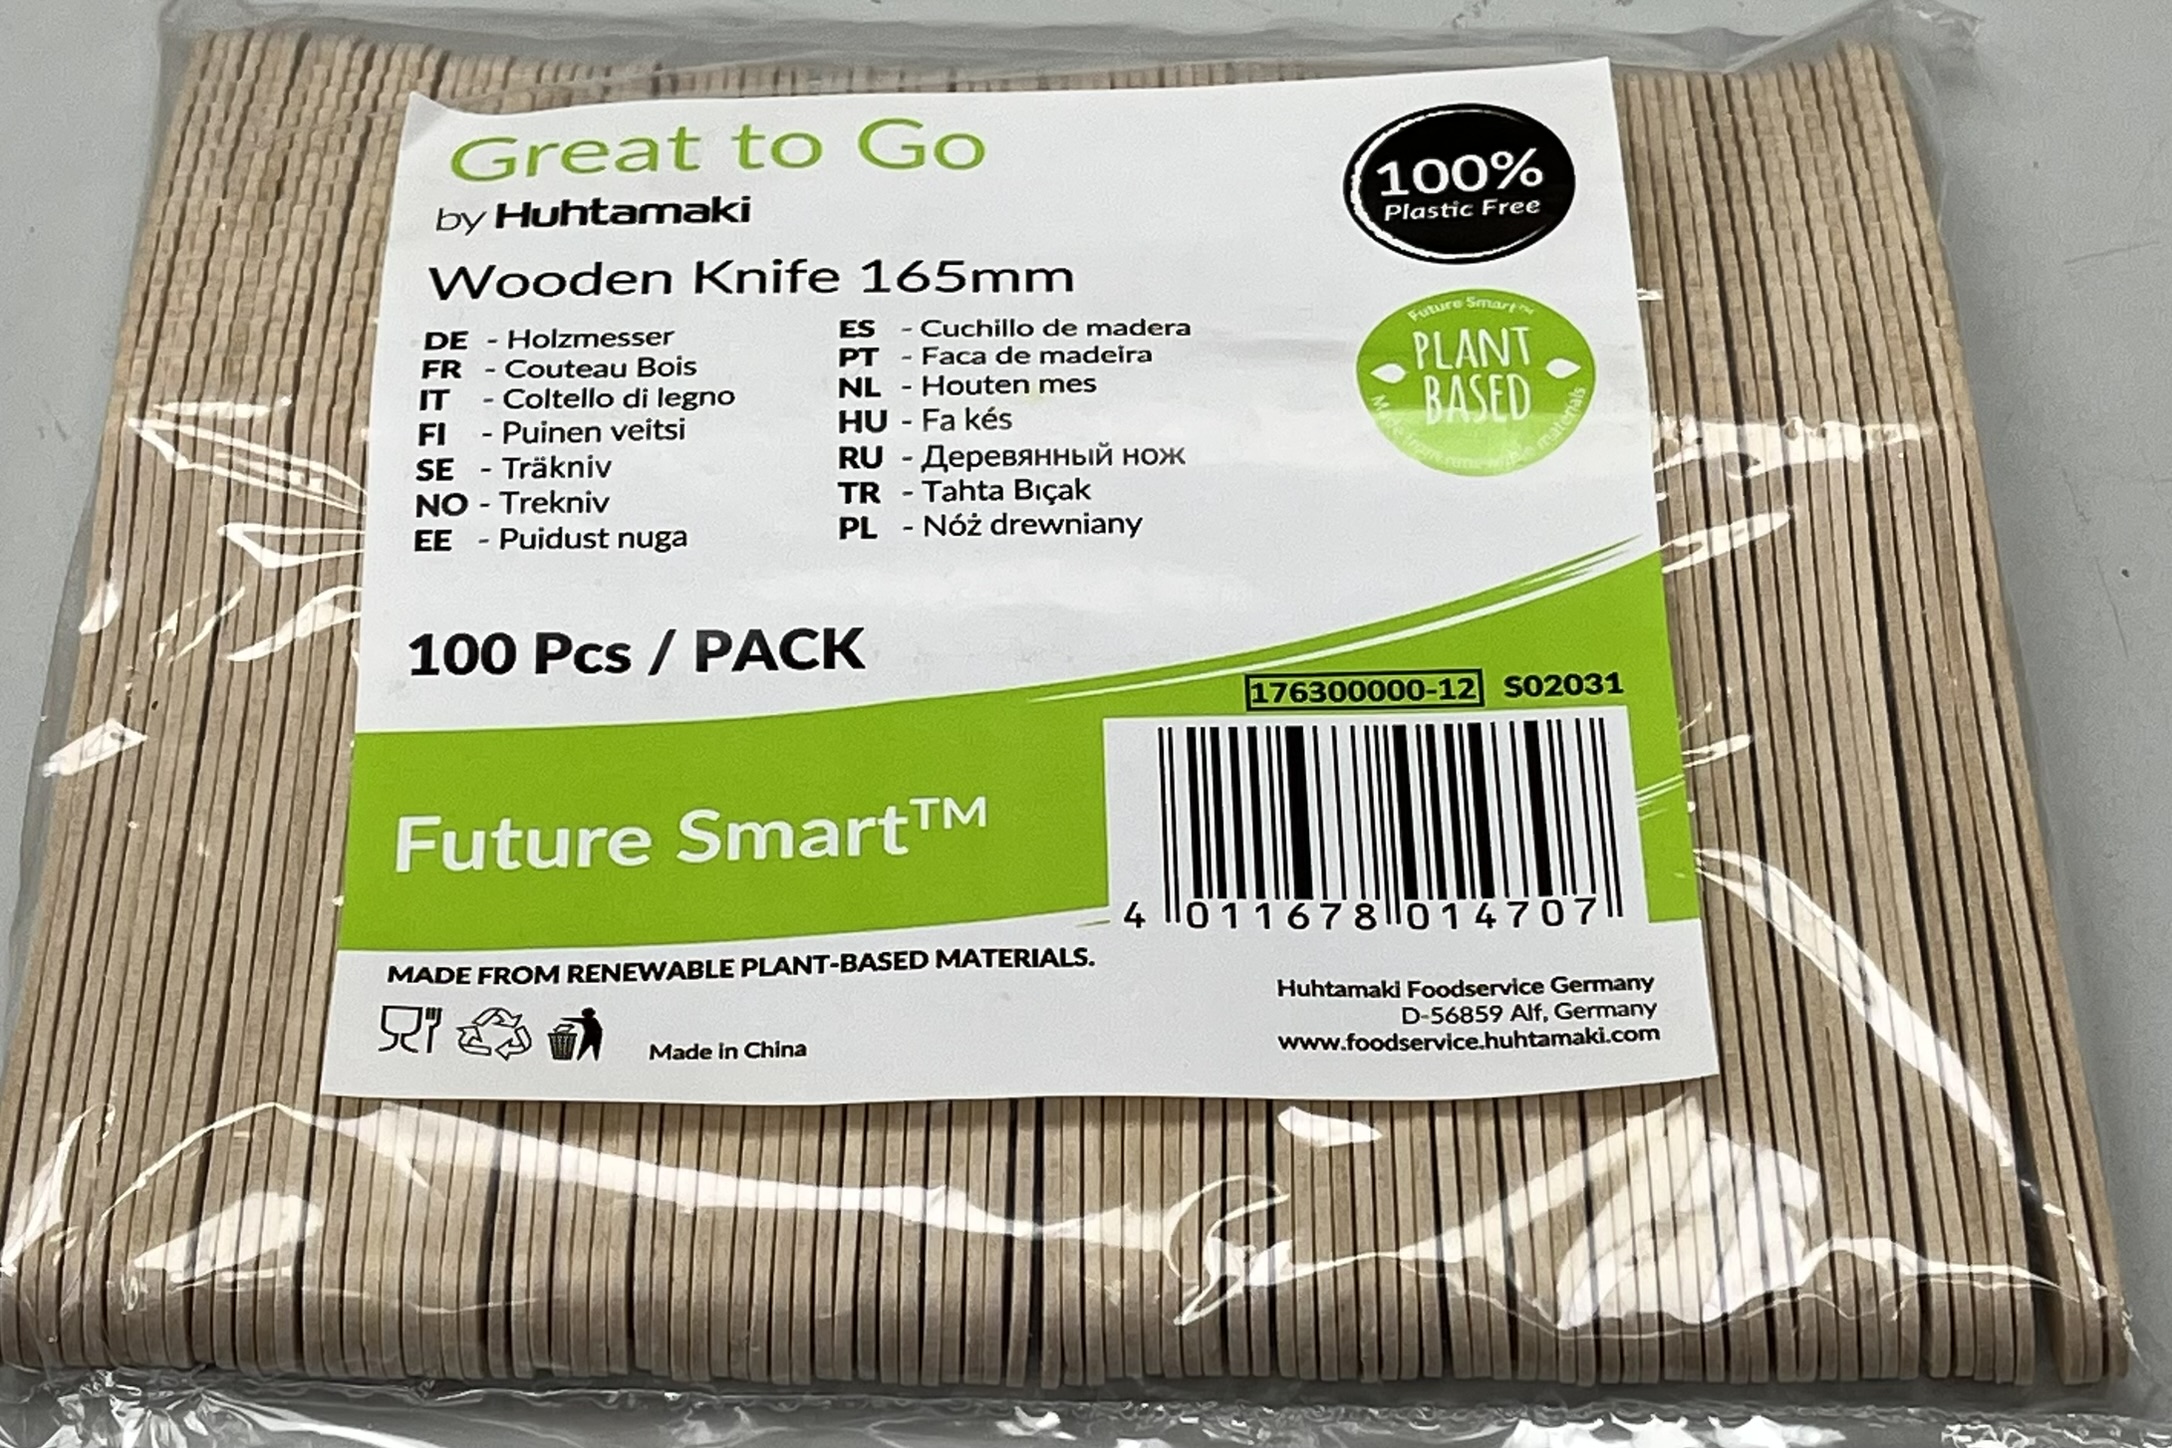 Great to Go
by Huhtamaki
Wooden Knife 165mm
DE - Holzmesser
FR - Couteau Bois
IT - Coltello di legno
FI - Puinen veitsi
SE - Träkniv
NO - Trekniv
EE - Puidust nuga
ES - Cuchillo de madera
PT - Faca de madeira
NL - Houten mes
HU - Fa kés
RU - Деревянный нож
TR - Tahta Bıçak
PL - Nóż drewniany
100%
Plastic Free
Future Smart™
PLANT
BASED
Made from renewable materials
100 Pcs / PACK
176300000-12 S02031
Future Smart™
4 011678 014707
MADE FROM RENEWABLE PLANT-BASED MATERIALS.
Made in China
Huhtamaki Foodservice Germany
D-56859 Alf, Germany
www.foodservice.huhtamaki.com